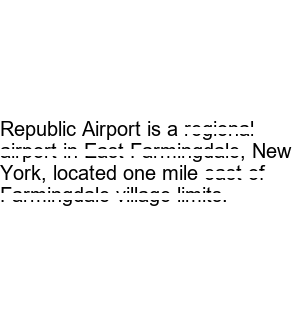 Republic Airport is a regional
airport in East Farmingdale, New
York, located one mile east of
Farmingdale village limits.